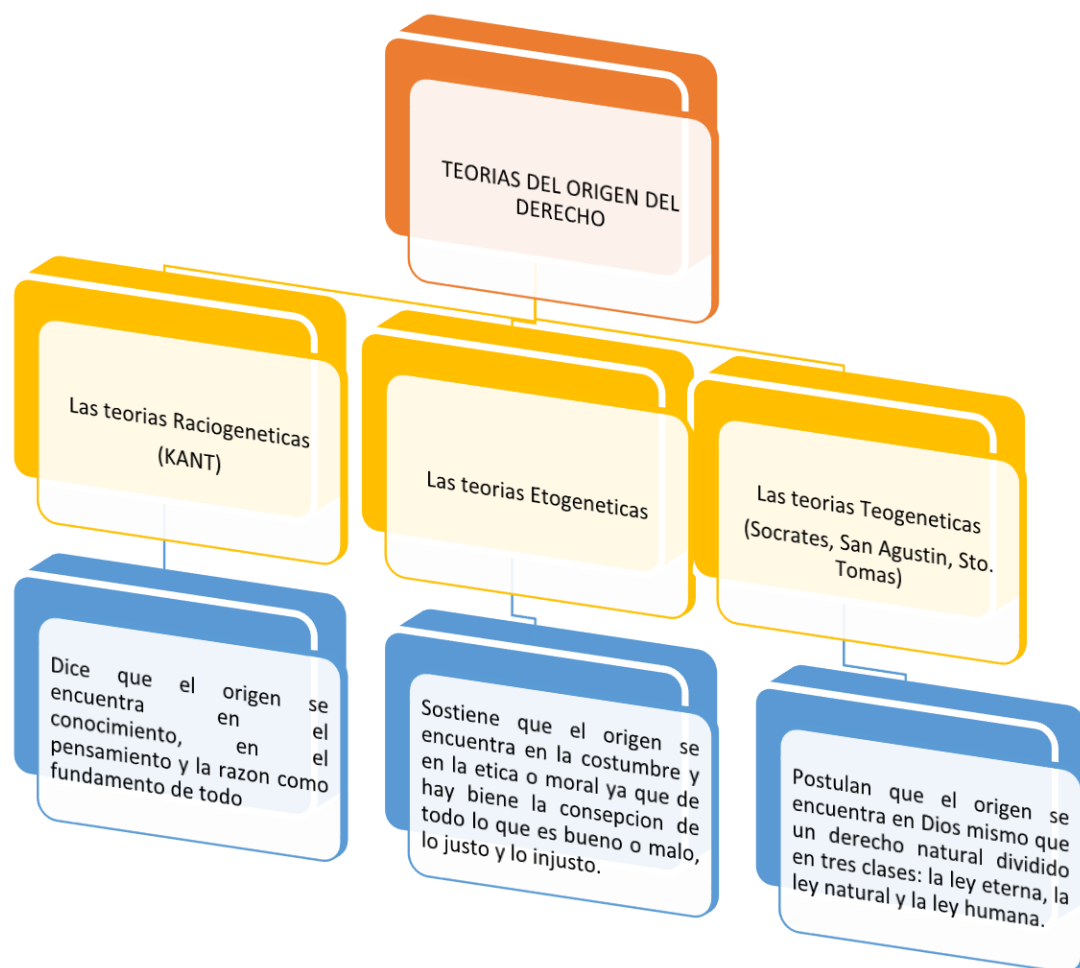 TEORIAS DEL ORIGEN DEL
DERECHO
Las teorías Raciogeneticas
(KANT)
Las teorias Etogeneticas
Las teorías Teogeneticas
(Socrates, San Agustin, Sto.
Tomas)
Dice que el origen se
encuentra en el
conocimiento, en el
pensamiento y la razon como
fundamento de todo
Sostiene que el origen se
encuentra en la costumbre y
en la etica o moral ya que de
hay biene la consepcion de
todo lo que es bueno o malo,
lo justo y lo injusto.
Postulan que el origen se
encuentra en Dios mismo que
un derecho natural dividido
en tres clases: la ley eterna, la
ley natural y la ley humana.